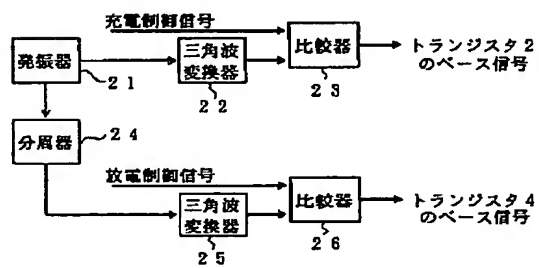 充電制御信号
発振器
21
三角波
変換器
22
比較器
23
トランジスタ2
のベース信号
分周器
24
放電制御信号
三角波
変換器
25
比較器
26
トランジスタ4
のベース信号